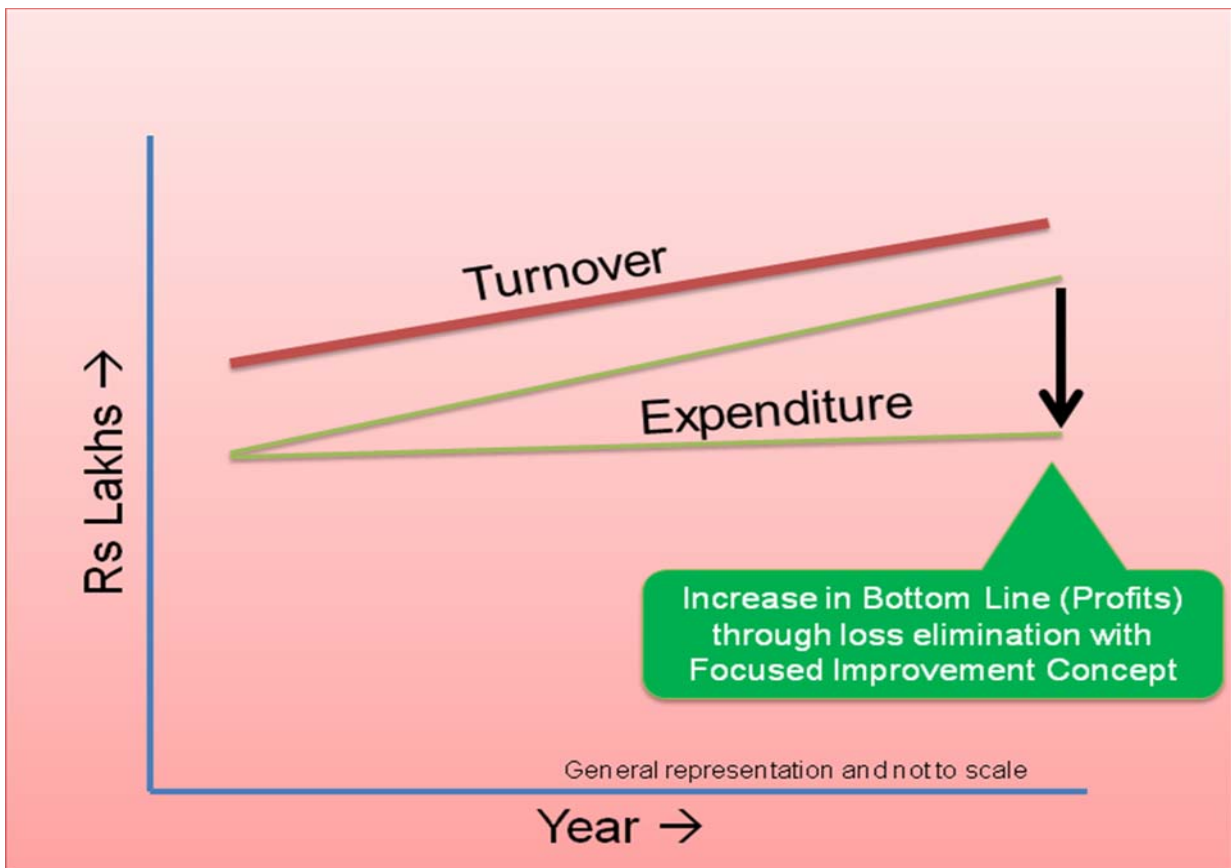 Turnover
Expenditure
Rs Lakhs →
Increase in Bottom Line (Profits)
through loss elimination with
Focused Improvement Concept
General representation and not to scale
Year →